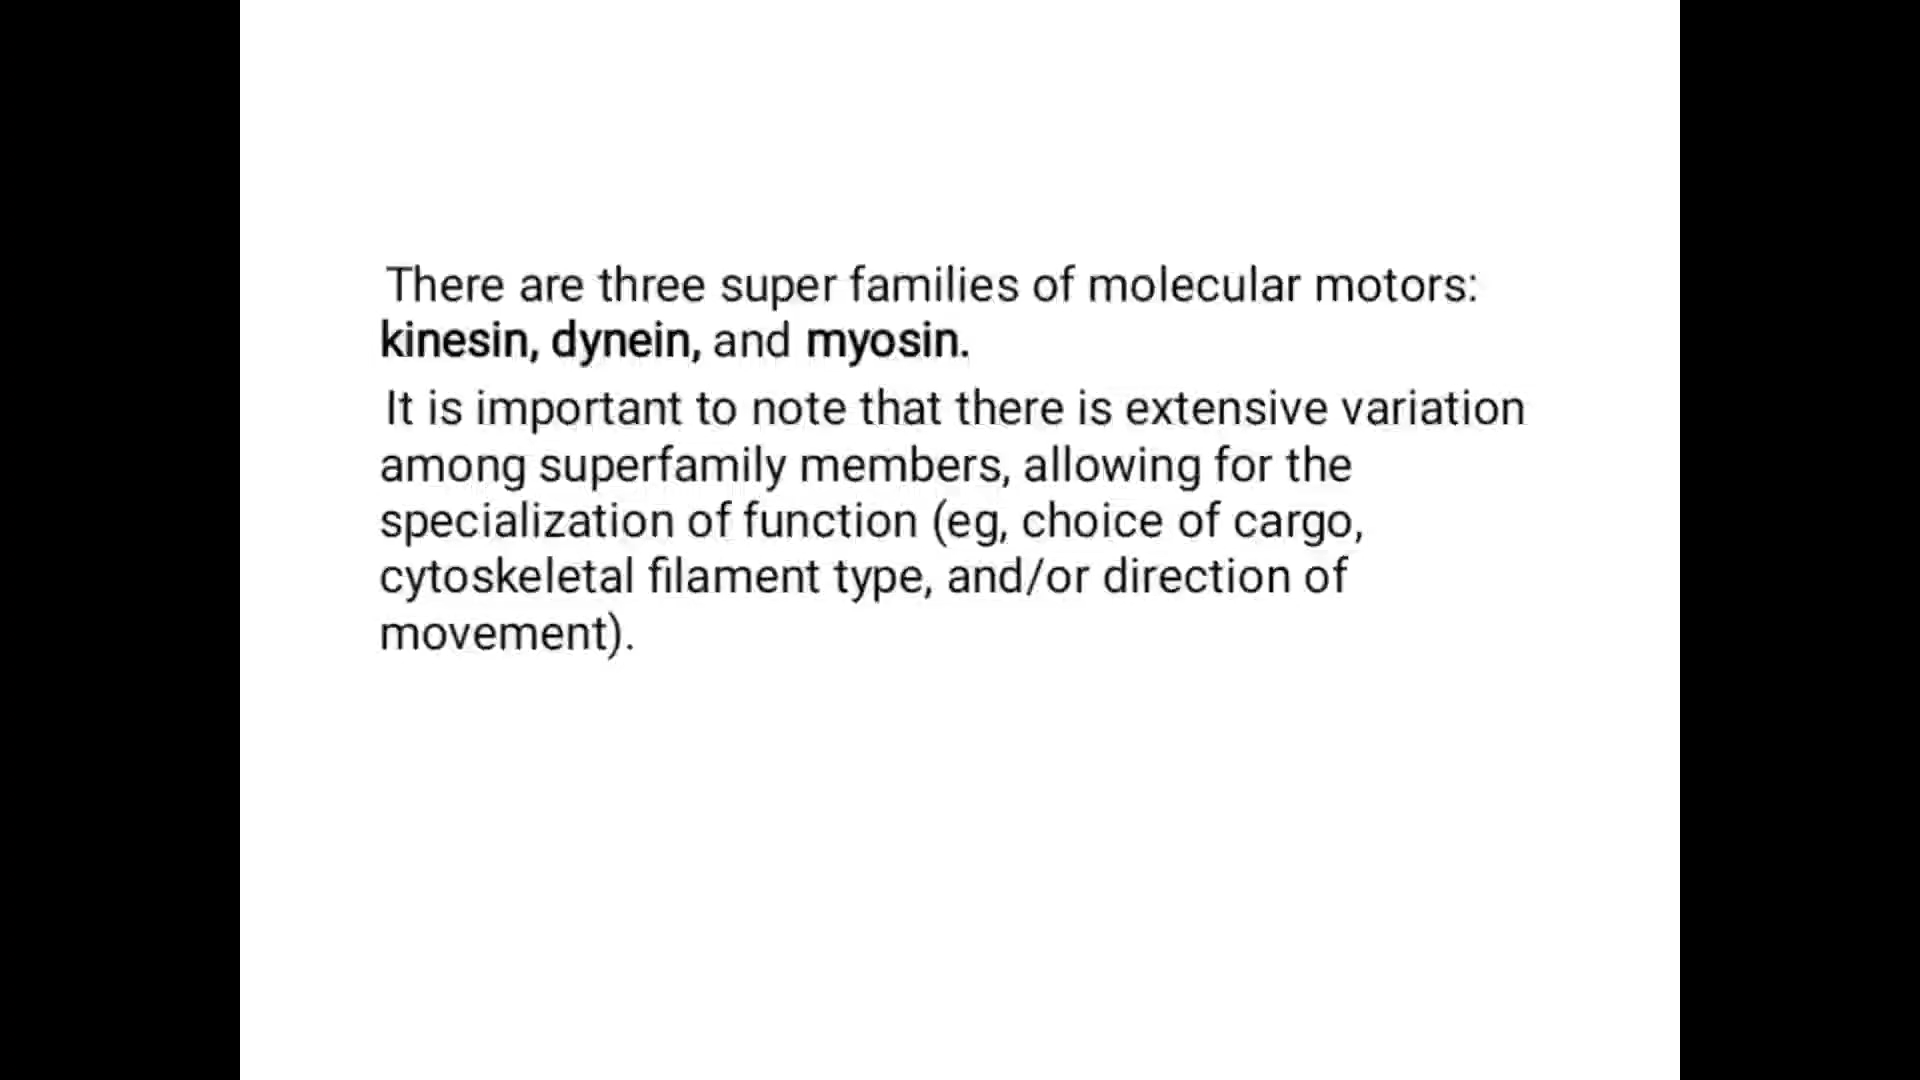 There are three super families of molecular motors:
kinesin, dynein, and myosin.
It is important to note that there is extensive variation
among superfamily members, allowing for the
specialization of function (eg, choice of cargo,
cytoskeletal filament type, and/or direction of
movement).